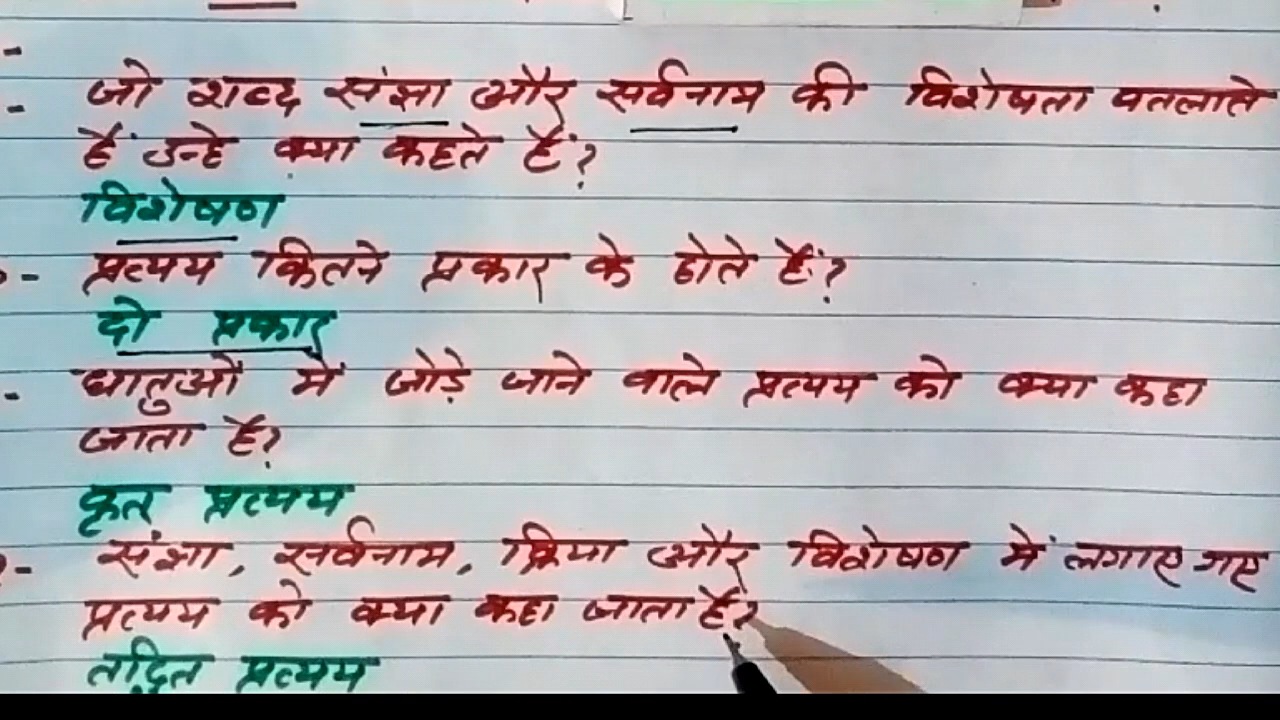 जो शब्द संज्ञा और सर्वनाम की विशेषता वतलाते
हैं उन्हे क्या कहते हैं?
विशेषण
प्रत्यय कितने प्रकार के होते हैं?
दो प्रकार
धातुओं में जोड़े जाने वाले प्रत्यय को क्या कहा
जाता है?
कृत प्रत्यय
संज्ञा, सर्वनाम, क्रिया और विशेषण में लगाए गए
प्रत्यय को क्या कहा जाता है?
तद्धित प्रत्यय